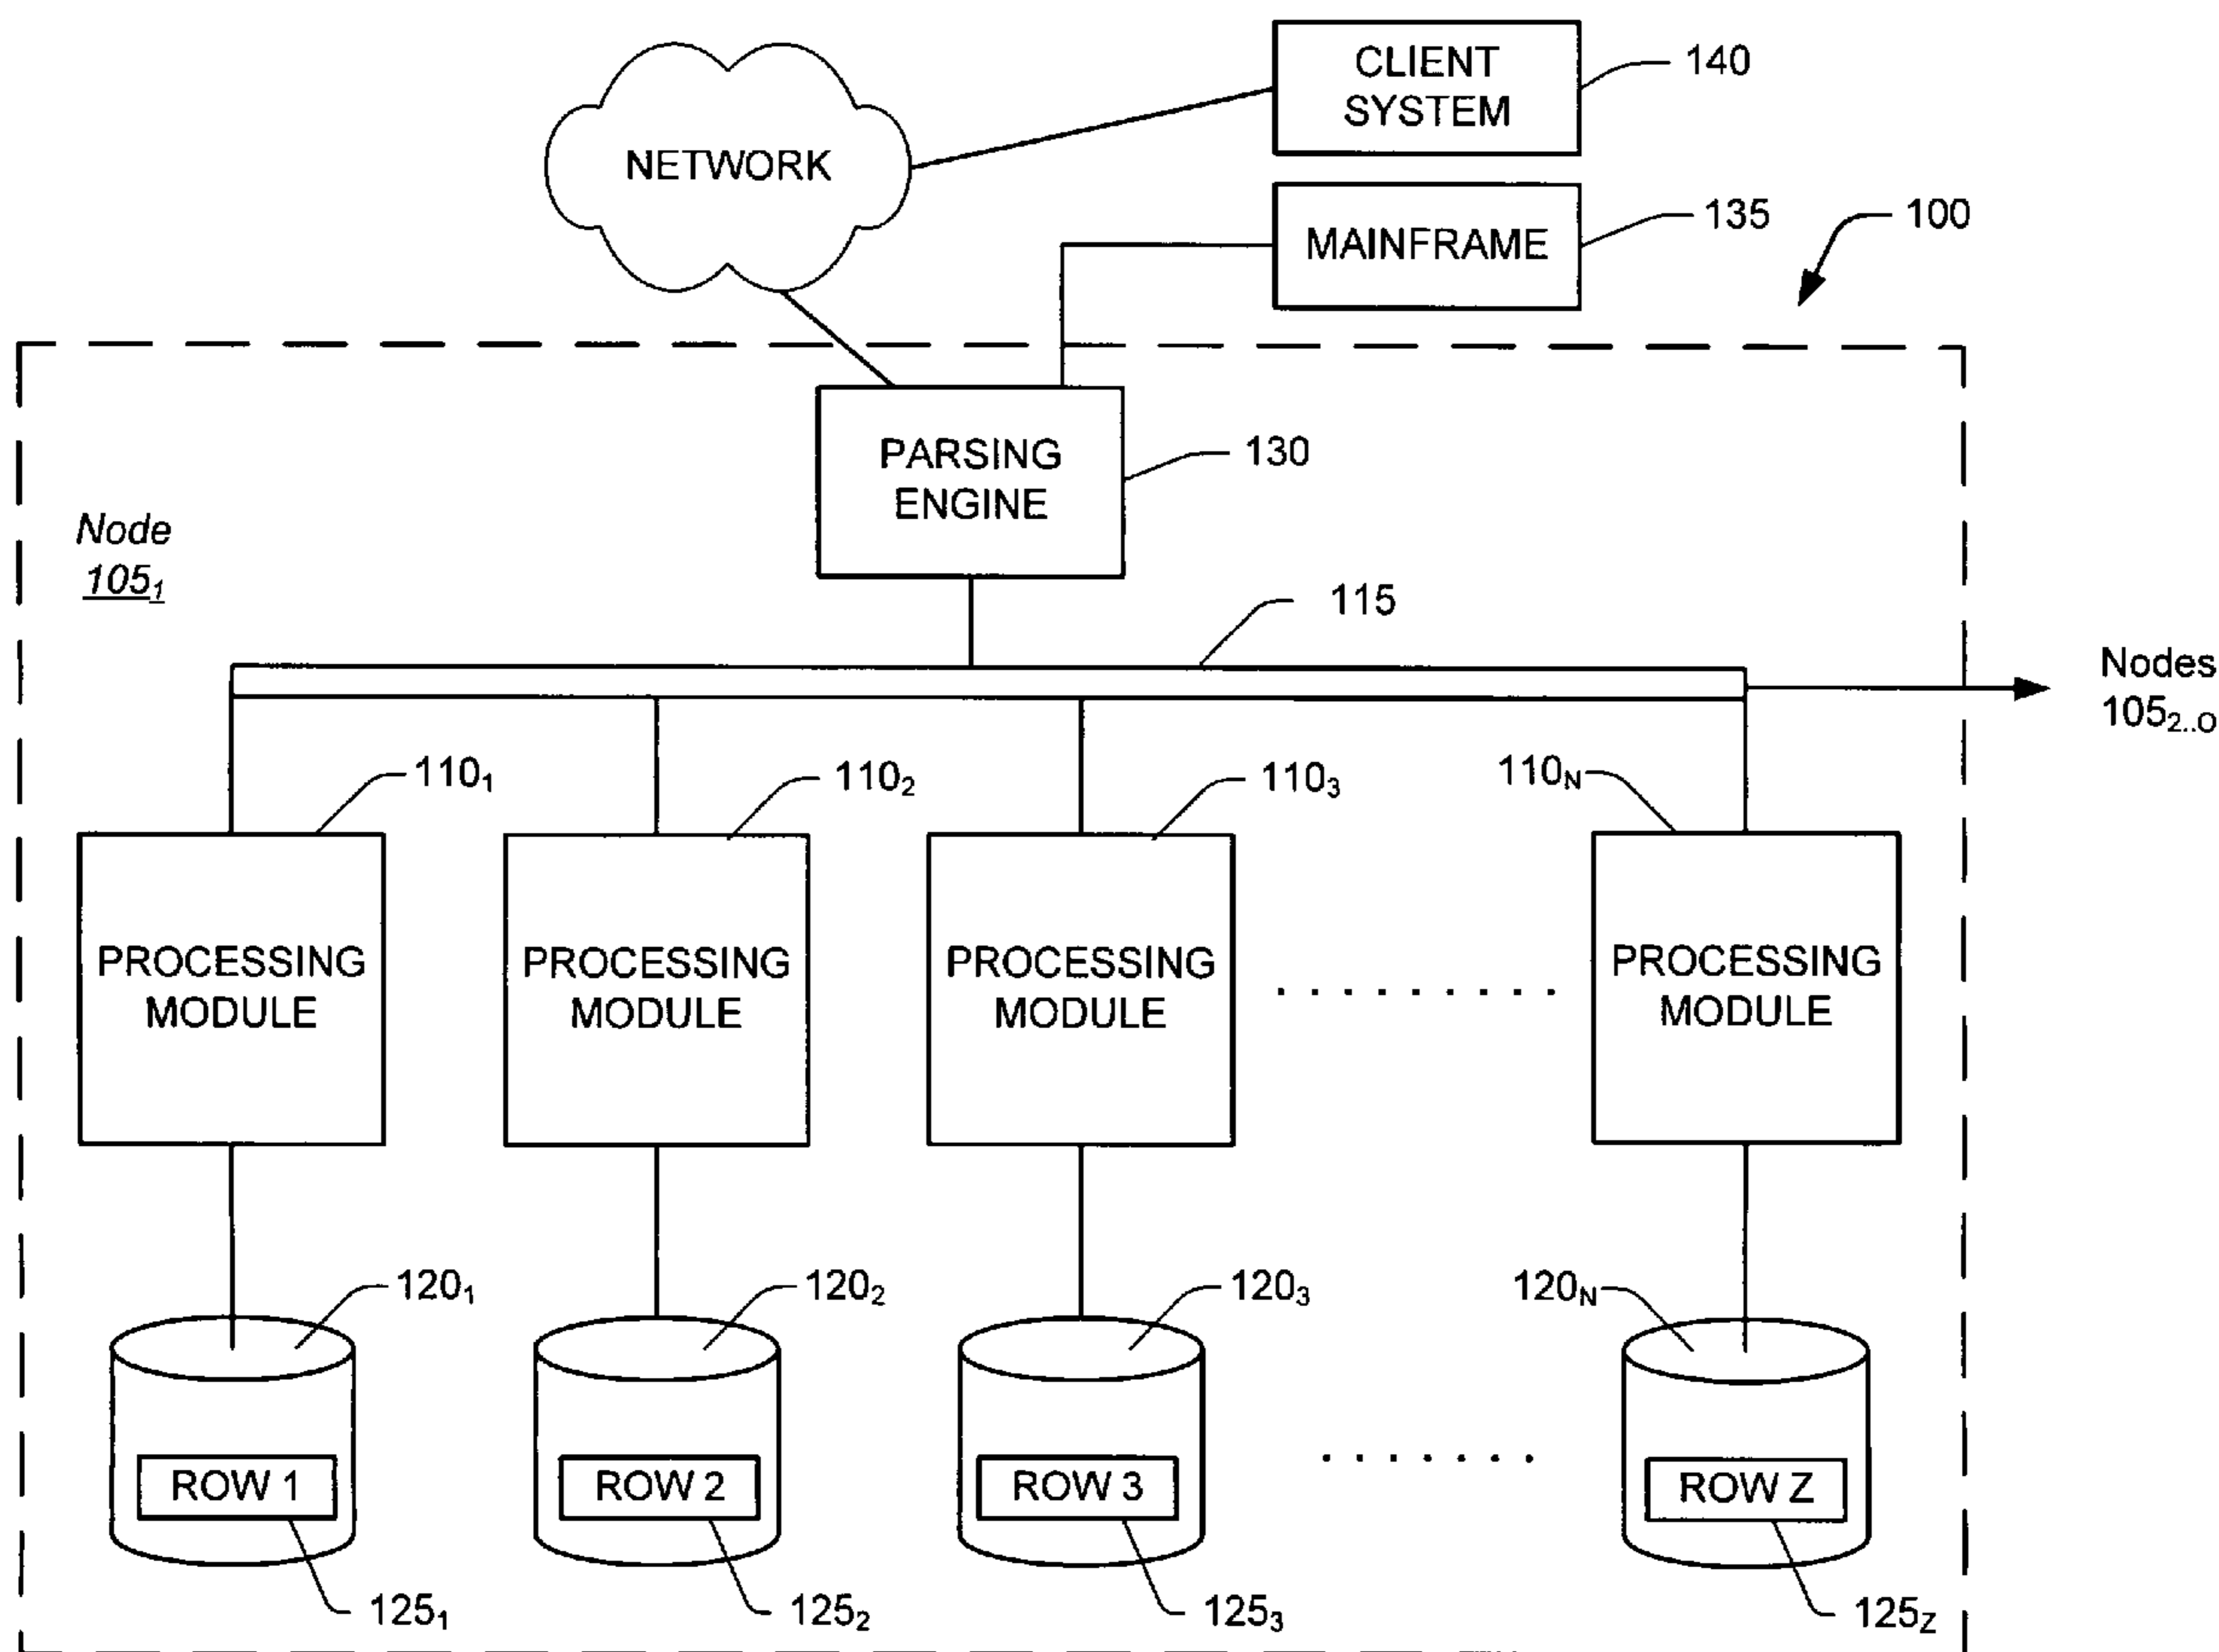 CLIENT
SYSTEM
140
NETWORK
MAINFRAME
135
100
PARSING
ENGINE
130
Node
105₁
115
Nodes
105₂..₀
110₁
110₂
110₃
110N
PROCESSING
MODULE
PROCESSING
MODULE
PROCESSING
MODULE
. . . . . . . . .
PROCESSING
MODULE
120₁
120₂
120₃
120N
ROW 1
ROW 2
ROW 3
. . . . . . .
ROW Z
125₁
125₂
125₃
125Z